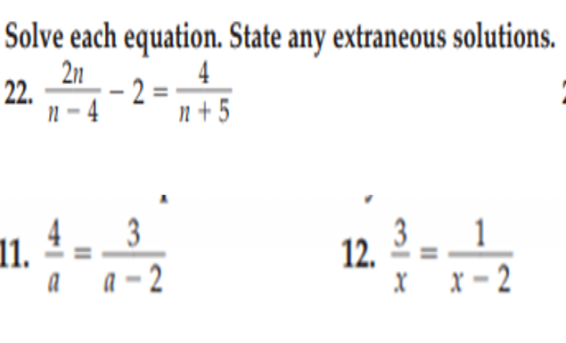 Solve each equation. State any extraneous solutions.
22. 2n/(n − 4) − 2 = 4/(n + 5)
11. 4/a = 3/(a − 2)
12. 3/x = 1/(x − 2)